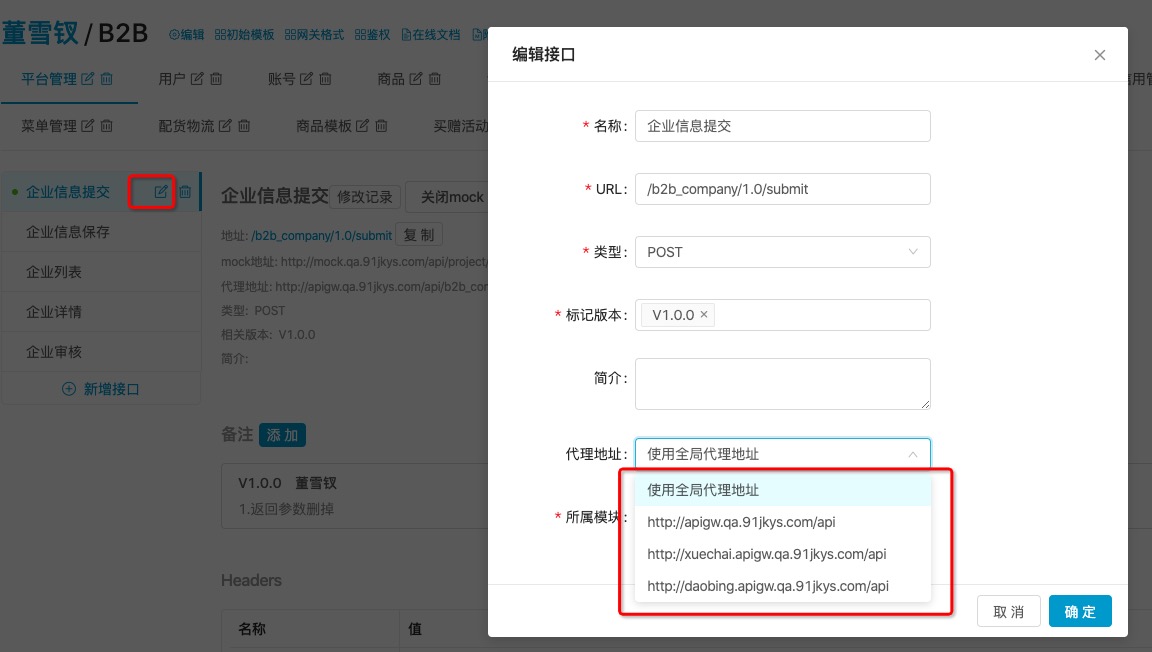 董雪钗 / B2B
编辑 初始模板 网关格式 鉴权 在线文档
平台管理 用户 账号 商品
菜单管理 配货物流 商品模板 买赠活动
企业信息提交
企业信息保存
企业列表
企业详情
企业审核
新增接口
企业信息提交 修改记录 关闭mock
地址: /b2b_company/1.0/submit 复 制
mock地址: http://mock.qa.91jkys.com/api/project/
代理地址: http://apigw.qa.91jkys.com/api/b2b_con
类型: POST
相关版本: V1.0.0
简介:
备注 添 加
V1.0.0 董雪钗
1.返回参数删掉
Headers
名称 值
编辑接口
* 名称: 企业信息提交
* URL: /b2b_company/1.0/submit
* 类型: POST
* 标记版本: V1.0.0 ×
简介:
代理地址: 使用全局代理地址
* 所属模块:
使用全局代理地址
http://apigw.qa.91jkys.com/api
http://xuechai.apigw.qa.91jkys.com/api
http://daobing.apigw.qa.91jkys.com/api
取 消 确 定